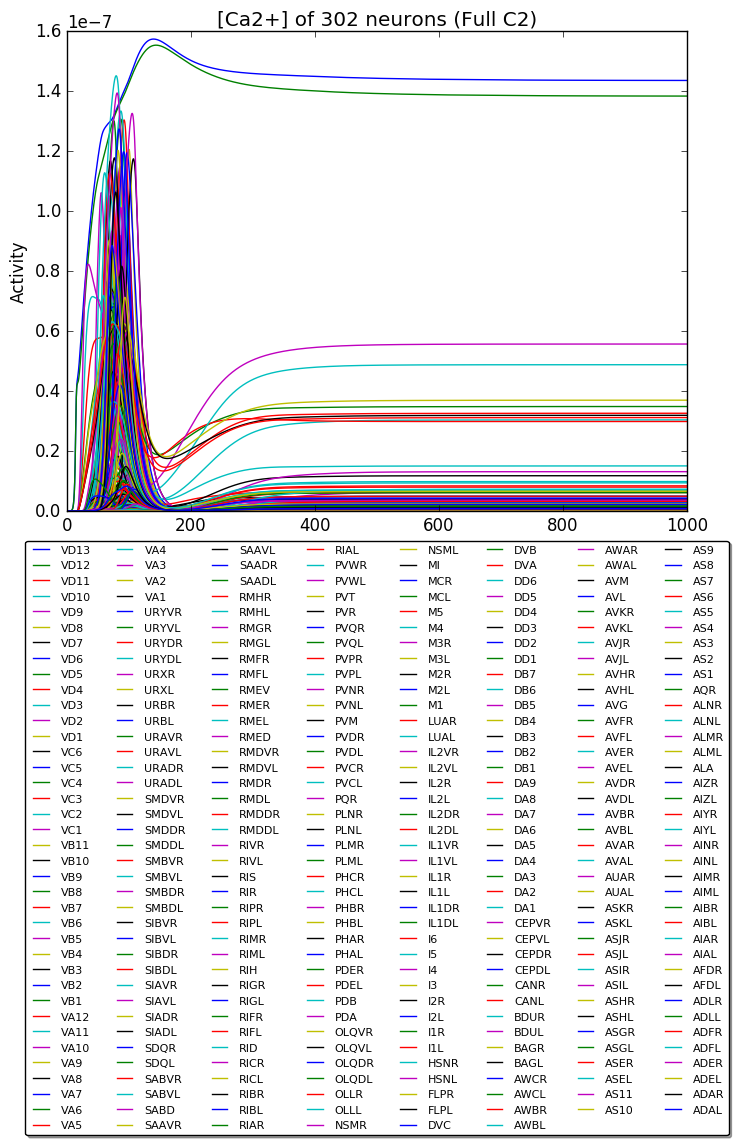 [Ca2+] of 302 neurons (Full C2)
1e−7
1.6
1.4
1.2
1.0
0.8
0.6
0.4
0.2
0.0
Activity
0 200 400 600 800 1000
VD13 VA4 SAAVL RIAL NSML DVB AWAR AS9
VD12 VA3 SAADR PVWR MI DVA AWAL AS8
VD11 VA2 SAADL PVWL MCR DD6 AVM AS7
VD10 VA1 RMHR PVT MCL DD5 AVL AS6
VD9 URYVR RMHL PVR M5 DD4 AVKR AS5
VD8 URYVL RMGR PVQR M4 DD3 AVKL AS4
VD7 URYDR RMGL PVQL M3R DD2 AVJR AS3
VD6 URYDL RMFR PVPR M3L DD1 AVJL AS2
VD5 URXR RMFL PVPL M2R DB7 AVHR AS1
VD4 URXL RMEV PVNR M2L DB6 AVHL AQR
VD3 URBR RMER PVNL M1 DB5 AVG ALNR
VD2 URBL RMEL PVM LUAR DB4 AVFR ALNL
VD1 URAVR RMED PVDR LUAL DB3 AVFL ALMR
VC6 URAVL RMDVR PVDL IL2VR DB2 AVER ALML
VC5 URADR RMDVL PVCR IL2VL DB1 AVEL ALA
VC4 URADL RMDR PVCL IL2R DA9 AVDR AIZR
VC3 SMDVR RMDL PQR IL2L DA8 AVDL AIZL
VC2 SMDVL RMDDR PLNR IL2DR DA7 AVBR AIYR
VC1 SMDDR RMDDL PLNL IL2DL DA6 AVBL AIYL
VB11 SMDDL RIVR PLMR IL1VR DA5 AVAR AINR
VB10 SMBVR RIVL PLML IL1VL DA4 AVAL AINL
VB9 SMBVL RIS PHCR IL1R DA3 AUAR AIMR
VB8 SMBDR RIR PHCL IL1L DA2 AUAL AIML
VB7 SMBDL RIPR PHBR IL1DR DA1 ASKR AIBR
VB6 SIBVR RIPL PHBL IL1DL CEPVR ASKL AIBL
VB5 SIBVL RIMR PHAR I6 CEPVL ASJR AIAR
VB4 SIBDR RIML PHAL I5 CEPDR ASJL AIAL
VB3 SIBDL RIH PDER I4 CEPDL ASIR AFDR
VB2 SIAVR RIGR PDEL I3 CANR ASIL AFDL
VB1 SIAVL RIGL PDB I2R CANL ASHR ADLR
VA12 SIADR RIFR PDA I2L BDUR ASHL ADLL
VA11 SIADL RIFL OLQVR I1R BDUL ASGR ADFR
VA10 SDQR RID OLQVL I1L BAGR ASGL ADFL
VA9 SDQL RICR OLQDR HSNR BAGL ASER ADER
VA8 SABVR RICL OLQDL HSNL AWCR ASEL ADEL
VA7 SABVL RIBR OLLR FLPR AWCL AS11 ADAR
VA6 SABD RIBL OLLL FLPL AWBR AS10 ADAL
VA5 SAAVR RIAR NSMR DVC AWBL